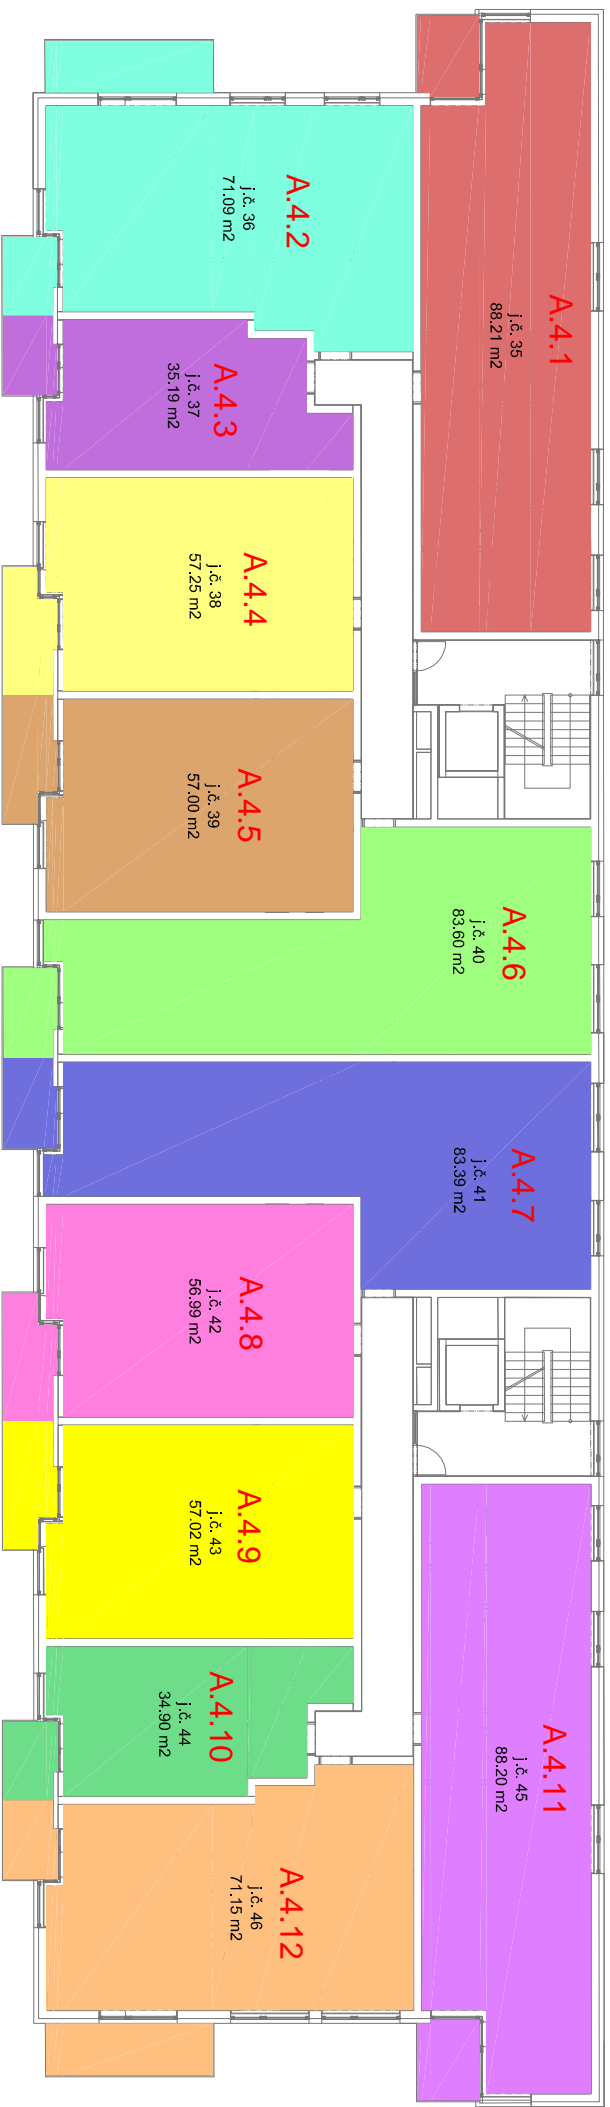 A.4.1
j.č. 35
88.21 m2
A.4.2
j.č. 36
71.09 m2
A.4.3
j.č. 37
35.19 m2
A.4.4
j.č. 38
57.25 m2
A.4.5
j.č. 39
57.00 m2
A.4.6
j.č. 40
83.60 m2
A.4.7
j.č. 41
83.39 m2
A.4.8
j.č. 42
56.99 m2
A.4.9
j.č. 43
57.02 m2
A.4.10
j.č. 44
34.90 m2
A.4.11
j.č. 45
88.20 m2
A.4.12
j.č. 46
71.15 m2